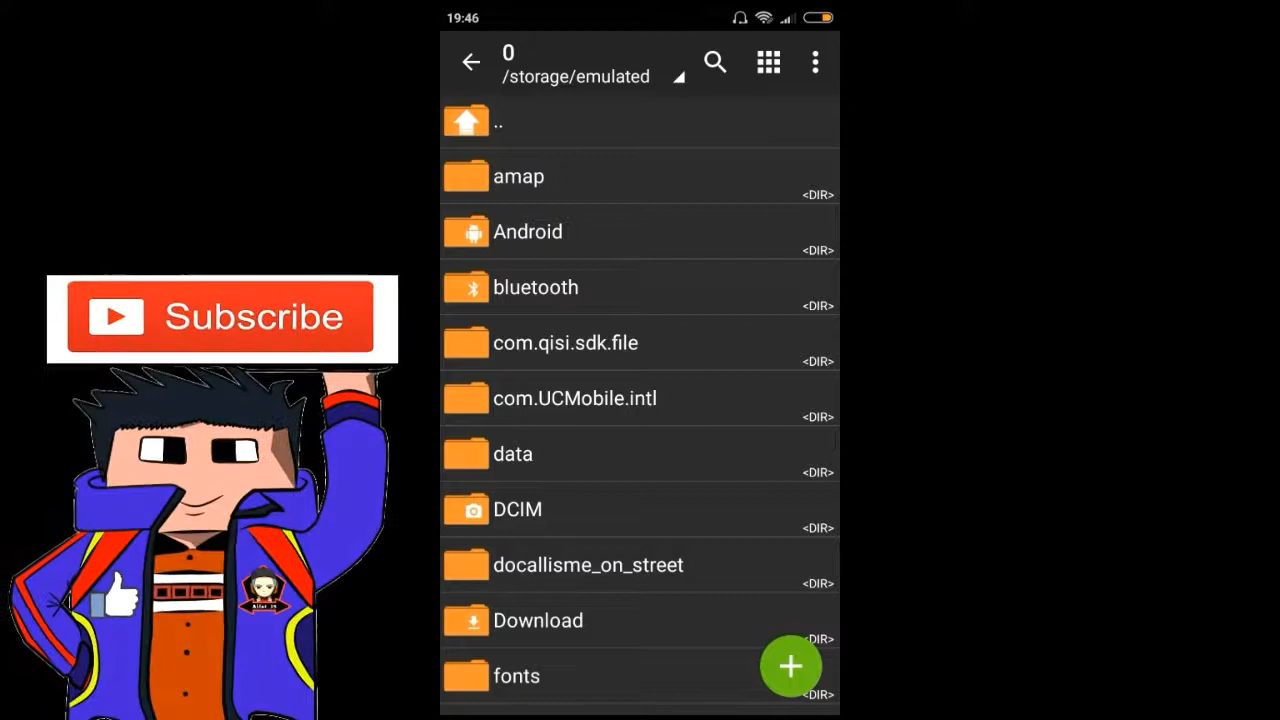 19:46
0
/storage/emulated
..
amap
<DIR>
Android
<DIR>
bluetooth
<DIR>
com.qisi.sdk.file
<DIR>
com.UCMobile.intl
<DIR>
data
<DIR>
DCIM
<DIR>
docallisme_on_street
<DIR>
Download
<DIR>
fonts
<DIR>
Subscribe